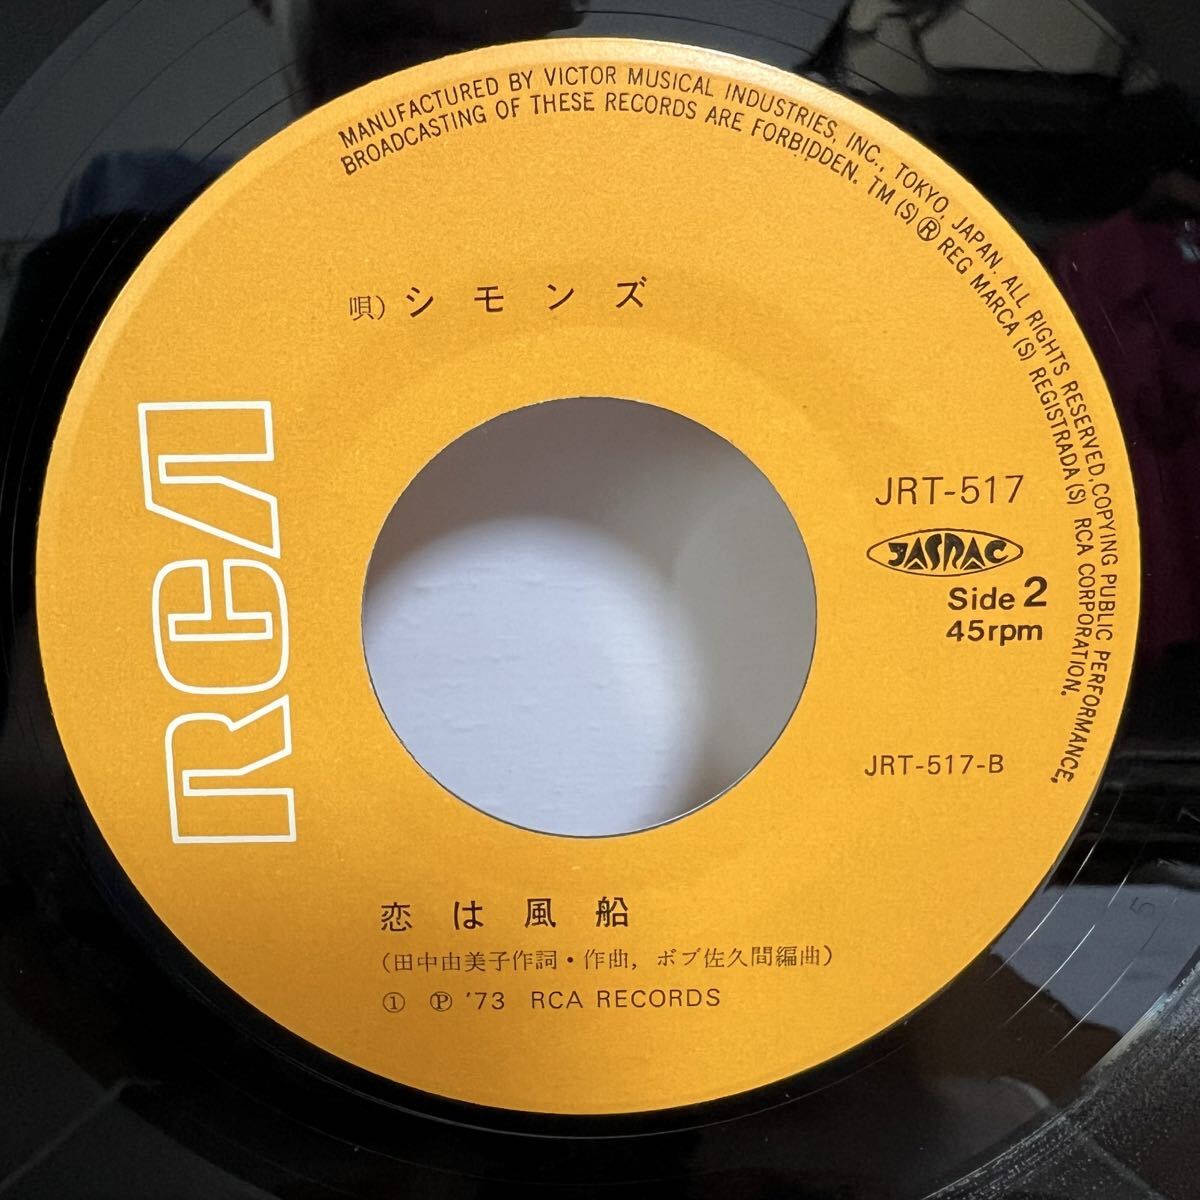 MANUFACTURED BY VICTOR MUSICAL INDUSTRIES, INC., TOKYO, JAPAN. ALL RIGHTS RESERVED, COPYING PUBLIC PERFORMANCE,
BROADCASTING OF THESE RECORDS ARE FORBIDDEN. TM (S) ® REG MARCA (S) REGISTRADA (S) RCA CORPORATION.
唄) シモンズ
RCA
JRT-517
JASRAC
Side 2
45rpm
JRT-517-B
恋は風船
(田中由美子作詞・作曲, ボブ佐久間編曲)
① ℗ '73 RCA RECORDS
5